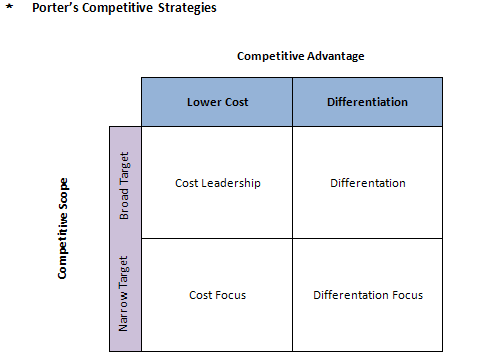 * Porter’s Competitive Strategies
Competitive Advantage
Lower Cost
Differentiation
Competitive Scope
Broad Target
Cost Leadership
Differentation
Narrow Target
Cost Focus
Differentation Focus